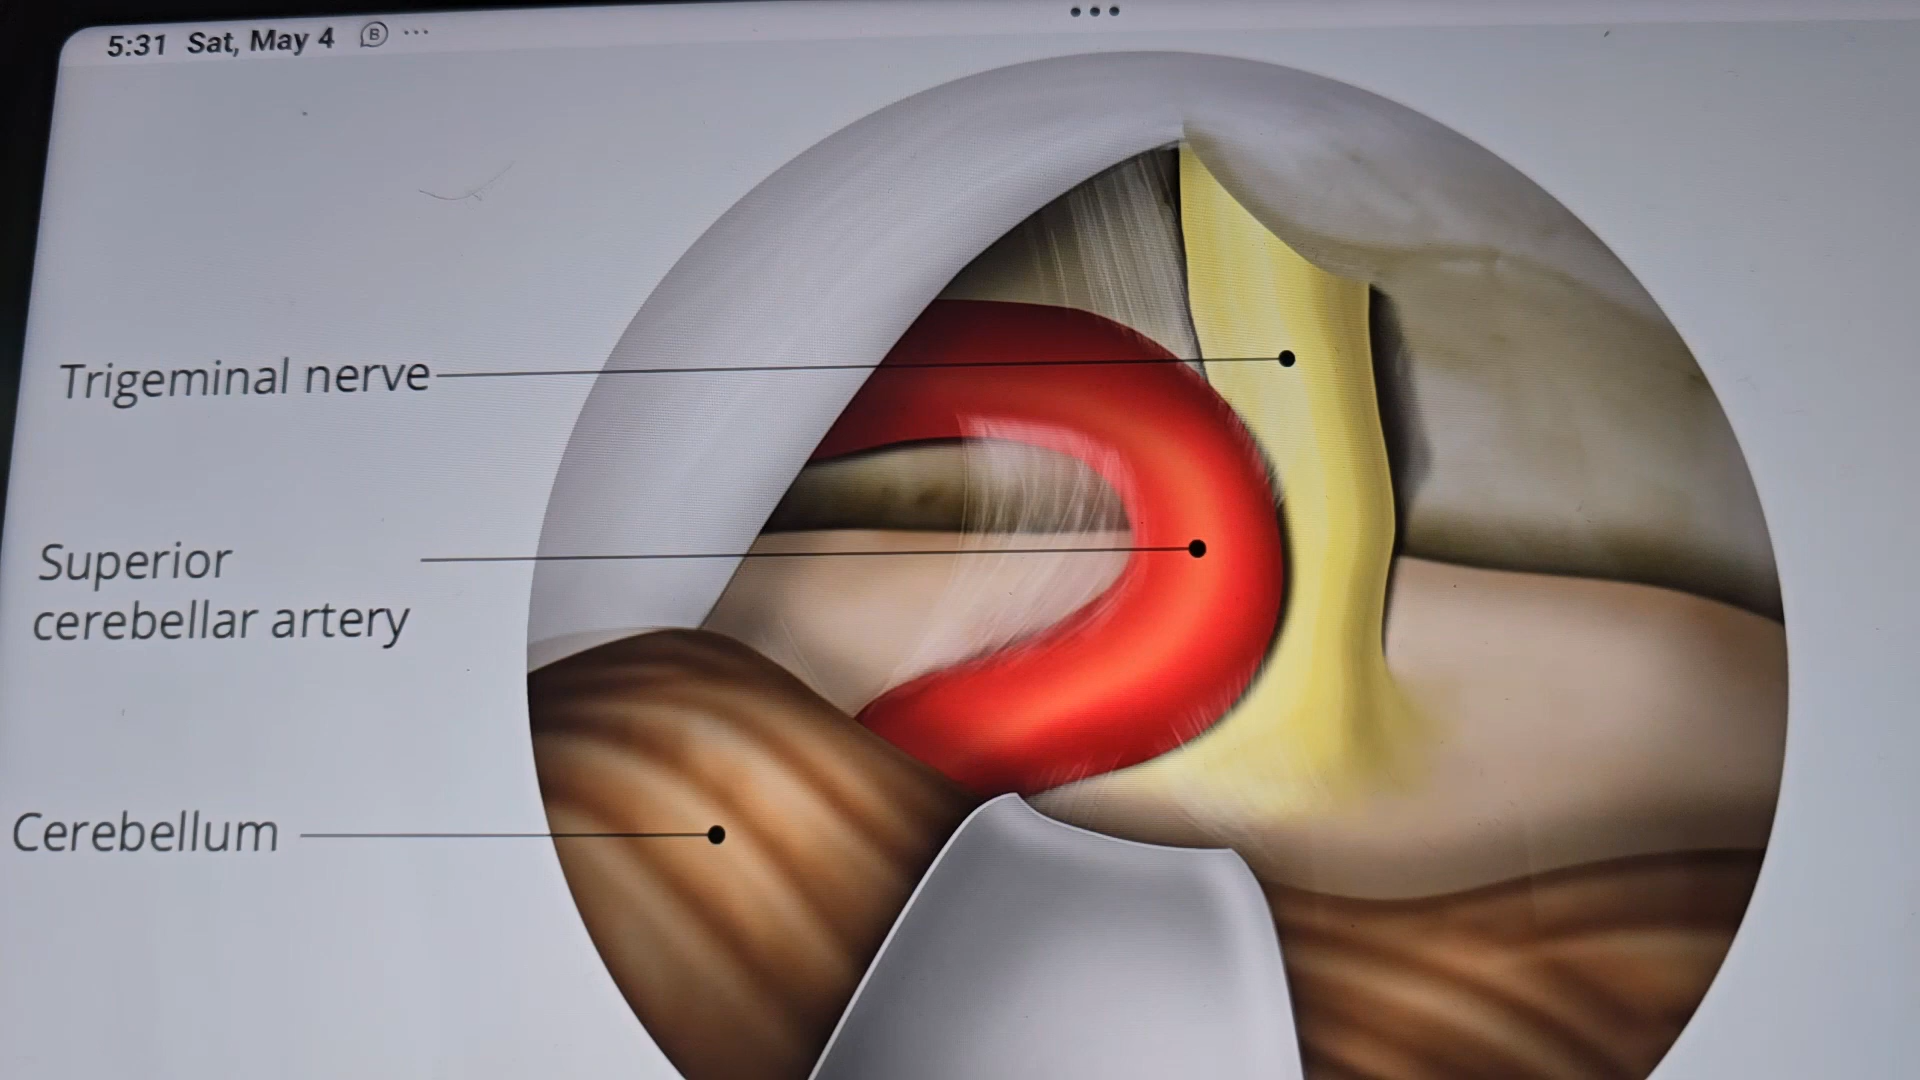 5:31 Sat, May 4
Trigeminal nerve
Superior
cerebellar artery
Cerebellum